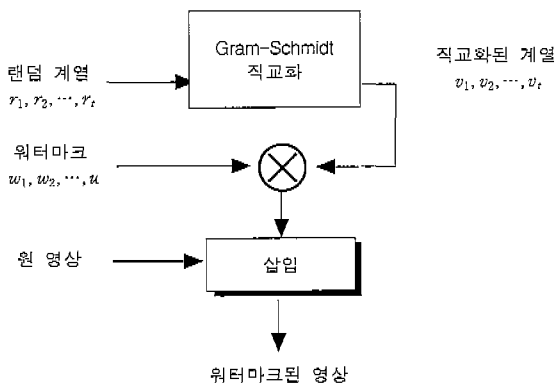 Gram-Schmidt
직교화
랜덤 계열
r₁, r₂, ⋯, rₜ
직교화된 계열
v₁, v₂, ⋯, vₜ
워터마크
w₁, w₂, ⋯, u
원 영상
삽입
워터마크된 영상